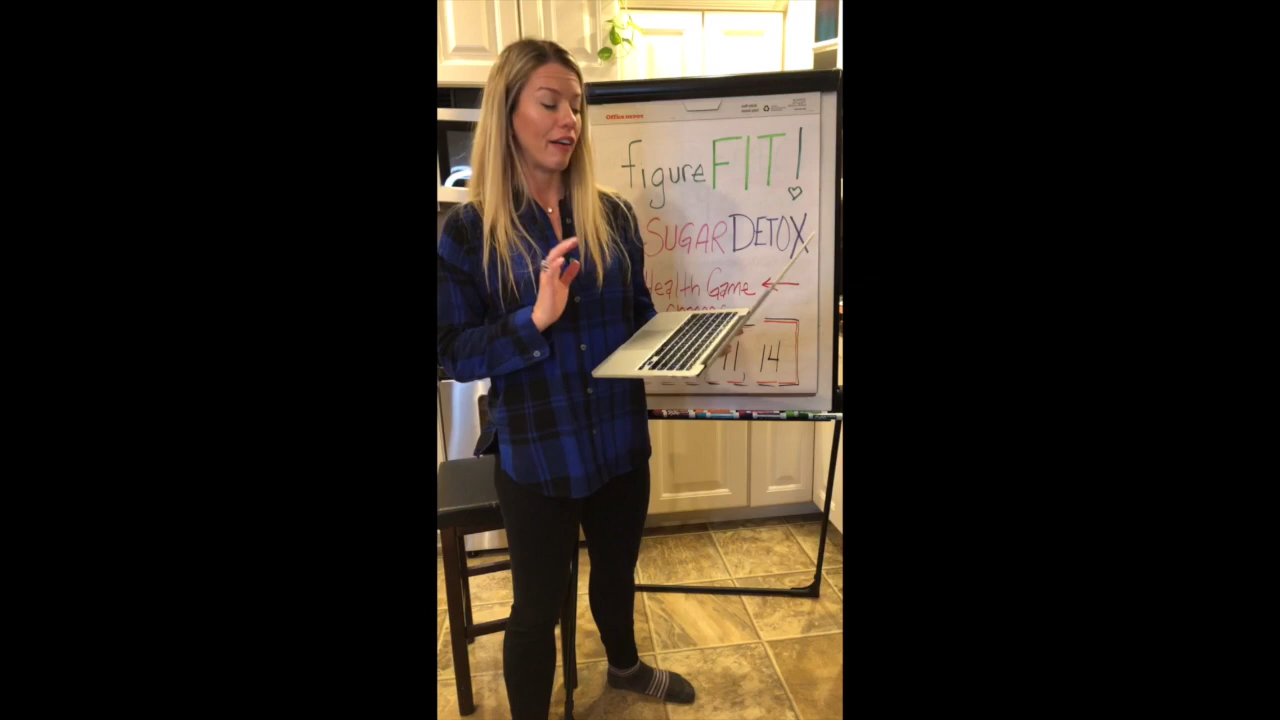 Office DEPOT
figure FIT!
SUGAR DETOX
Health Game
11 14